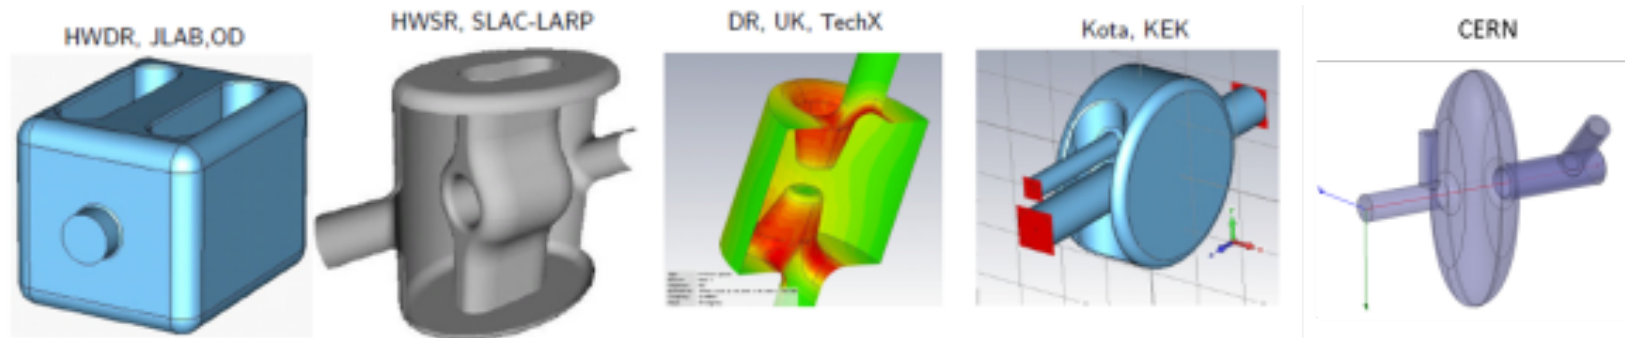 HWDR, JLAB,OD
HWSR, SLAC-LARP
DR, UK, TechX
Kota, KEK
CERN